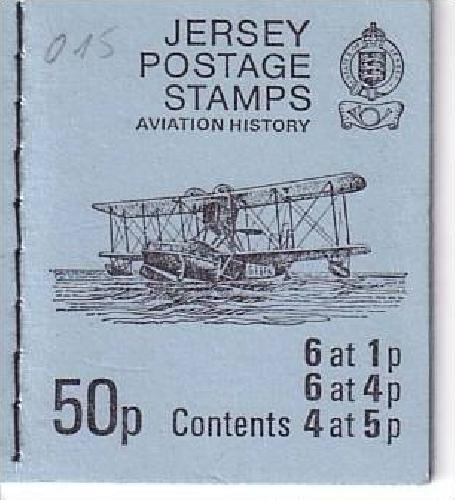 015
JERSEY
POSTAGE
STAMPS
AVIATION HISTORY
6 at 1p
6 at 4p
50p Contents 4 at 5p